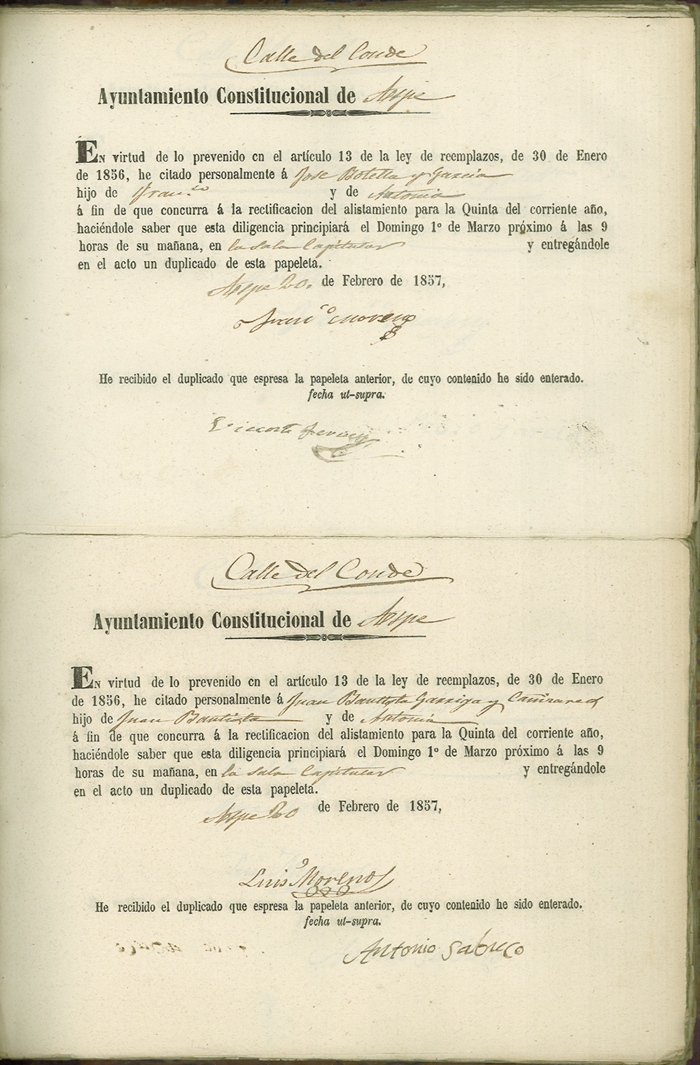 Calle del Conde
Ayuntamiento Constitucional de Aspe
EN virtud de lo prevenido en el artículo 13 de la ley de reemplazos, de 30 de Enero
de 1856, he citado personalmente á José Botella y Garcia
hijo de Fran.co y de Antonia
á fin de que concurra á la rectificacion del alistamiento para la Quinta del corriente año,
haciéndole saber que esta diligencia principiará el Domingo 1º de Marzo próximo á las 9
horas de su mañana, en la Sala Capitular y entregándole
en el acto un duplicado de esta papeleta.
Aspe 20 de Febrero de 1857,
Fran.co Moreno
He recibido el duplicado que espresa la papeleta anterior, de cuyo contenido he sido enterado.
fecha ut-supra.
Calle del Conde
Ayuntamiento Constitucional de Aspe
EN virtud de lo prevenido en el artículo 13 de la ley de reemplazos, de 30 de Enero
de 1856, he citado personalmente á Juan Bautista Garriga y Cañizares
hijo de Juan Bautista y de Antonia
á fin de que concurra á la rectificacion del alistamiento para la Quinta del corriente año,
haciéndole saber que esta diligencia principiará el Domingo 1º de Marzo próximo á las 9
horas de su mañana, en la Sala Capitular y entregándole
en el acto un duplicado de esta papeleta.
Aspe 20 de Febrero de 1857,
Luis Moreno
He recibido el duplicado que espresa la papeleta anterior, de cuyo contenido he sido enterado.
fecha ut-supra.
Antonio Gabreco